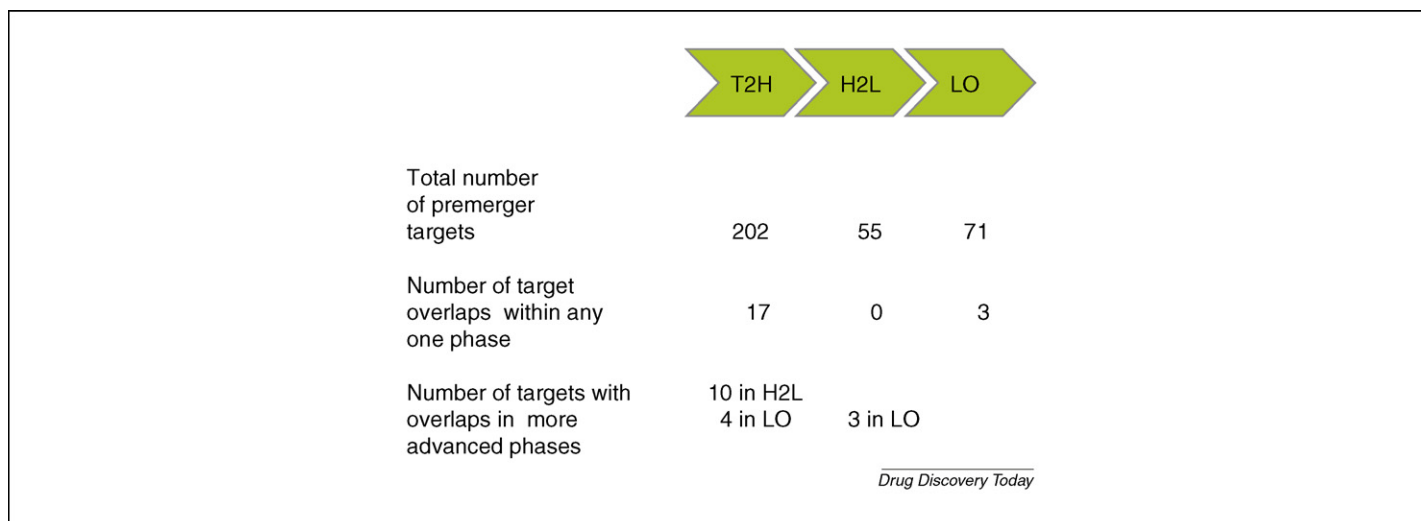 T2H H2L LO
Total number
of premerger
targets 202 55 71
Number of target
overlaps within any 17 0 3
one phase
Number of targets with 10 in H2L
overlaps in more 4 in LO 3 in LO
advanced phases
Drug Discovery Today